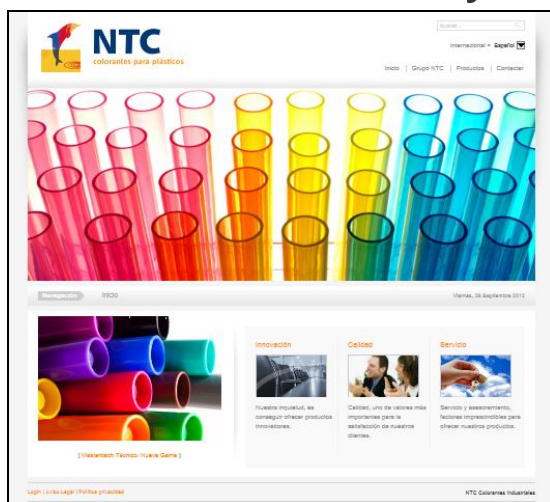 Buscar...
NTC
colorantes para plásticos
Internacional - Español
Inicio | Grupo NTC | Productos | Contactar
Navegación Inicio
Viernes, 28 Septiembre 2012
Innovación
Nuestra inquietud, es
conseguir ofrecer productos
innovadores.
Calidad
Calidad, uno de valores más
importantes para la
satisfacción de nuestros
clientes.
Servicio
Servicio y asesoramiento,
factores imprescindibles para
ofrecer nuestros productos.
[ Masterbatch Técnico. Nueva Gama ]
Login | Aviso Legal | Política privacidad
NTC Colorantes Industriales